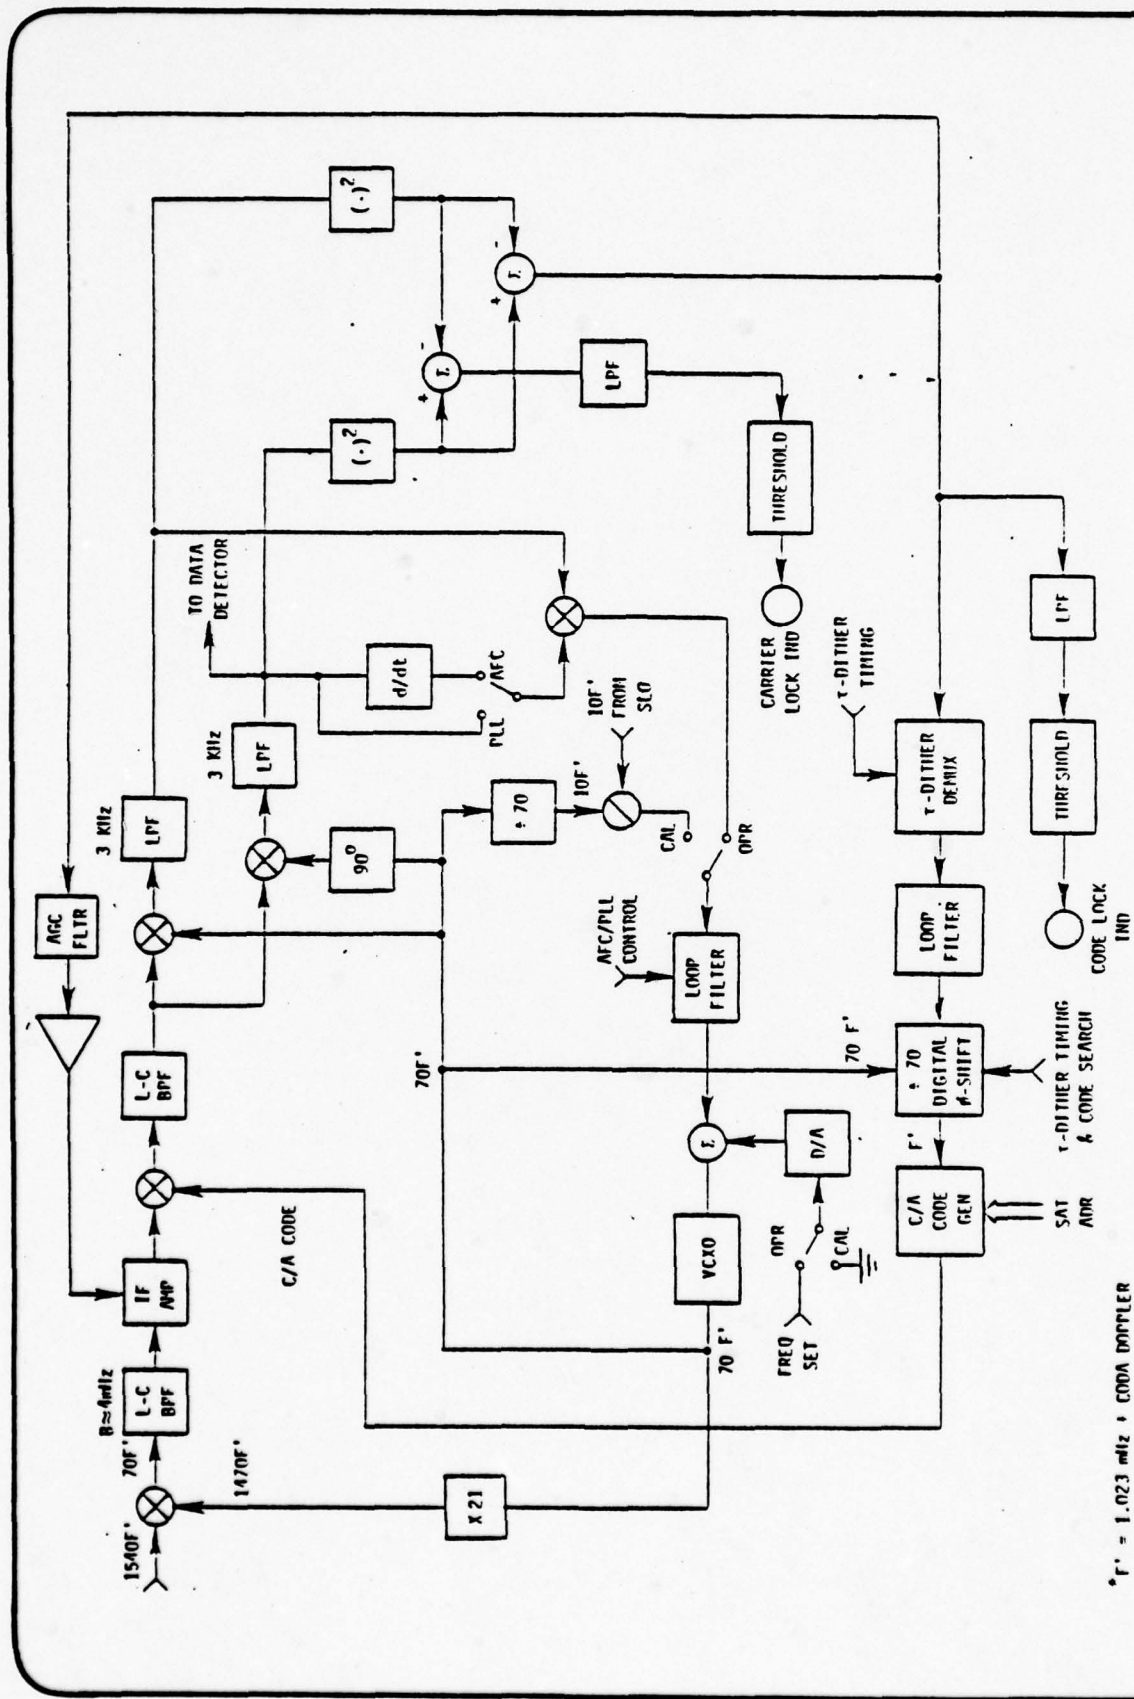 1540F'
70F'
B≈4mHz
L-C
BPF
IF
AMP
L-C
BPF
AGC
FLTR
3 KHz
LPF
1470F'
C/A CODE
3 KHz
LPF
TO DATA
DETECTOR
(·)²
(·)²
90°
d/dt
PLL
AFC
+
-
Σ
+
-
Σ
X 21
70F'
÷ 70
10F'
10F'
FROM
SLO
LPF
CAL
OPR
AFC/PLL
CONTROL
LOOP
FILTER
THRESHOLD
CARRIER
LOCK IND
70 F'
VCXO
Σ
FREQ
SET
OPR
CAL
D/A
τ-DITHER
TIMING
C/A
CODE
GEN
F'
÷ 70
DIGITAL
ϕ-SHIFT
70 F'
LOOP
FILTER
τ-DITHER
DEMUX
SAT
ADR
τ-DITHER TIMING
& CODE SEARCH
CODE LOCK
IND
THRESHOLD
LPF
*F' = 1.023 mHz + CODA DOPPLER